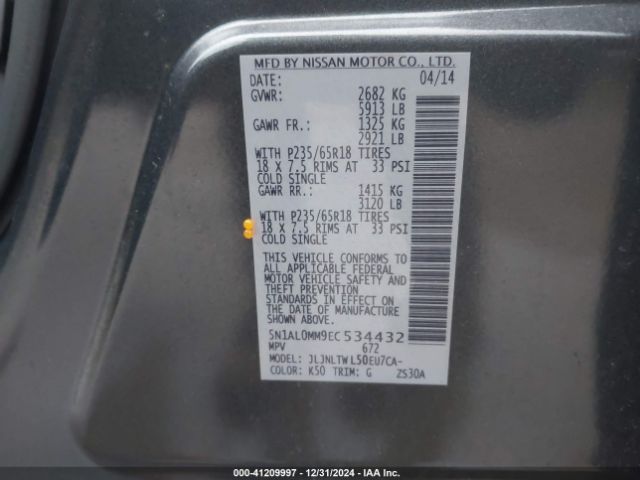 MFD BY NISSAN MOTOR CO., LTD.
DATE: 04/14
GVWR: 2682 KG
5913 LB
GAWR FR.: 1325 KG
2921 LB
WITH P235/65R18 TIRES
18 X 7.5 RIMS AT 33 PSI
COLD SINGLE
GAWR RR.: 1415 KG
3120 LB
WITH P235/65R18 TIRES
18 X 7.5 RIMS AT 33 PSI
COLD SINGLE
THIS VEHICLE CONFORMS TO
ALL APPLICABLE FEDERAL
MOTOR VEHICLE SAFETY AND
THEFT PREVENTION
STANDARDS IN EFFECT ON
THE DATE OF MANUFACTURE
SHOWN ABOVE.
5N1AL0MM9EC534432
MPV 672
MODEL: JLJNLTWL50EU7CA-
COLOR: K50 TRIM: G ZS30A
000-41209997 - 12/31/2024 - IAA Inc.